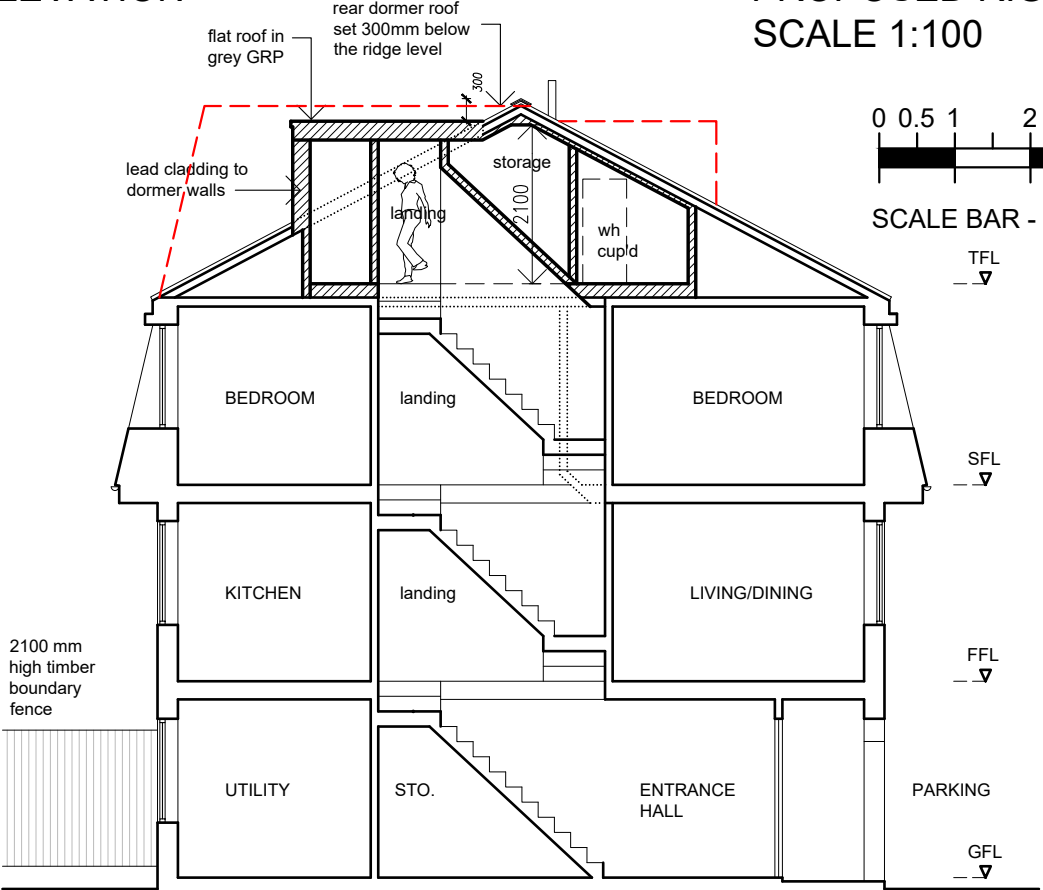 rear dormer roof
set 300mm below
the ridge level
SCALE 1:100
flat roof in
grey GRP
300
0 0.5 1 2
lead cladding to
dormer walls
storage
landing
2100
wh
cup'd
SCALE BAR -
TFL
BEDROOM
landing
BEDROOM
SFL
KITCHEN
landing
LIVING/DINING
2100 mm
high timber
boundary
fence
FFL
UTILITY
STO.
ENTRANCE
HALL
PARKING
GFL